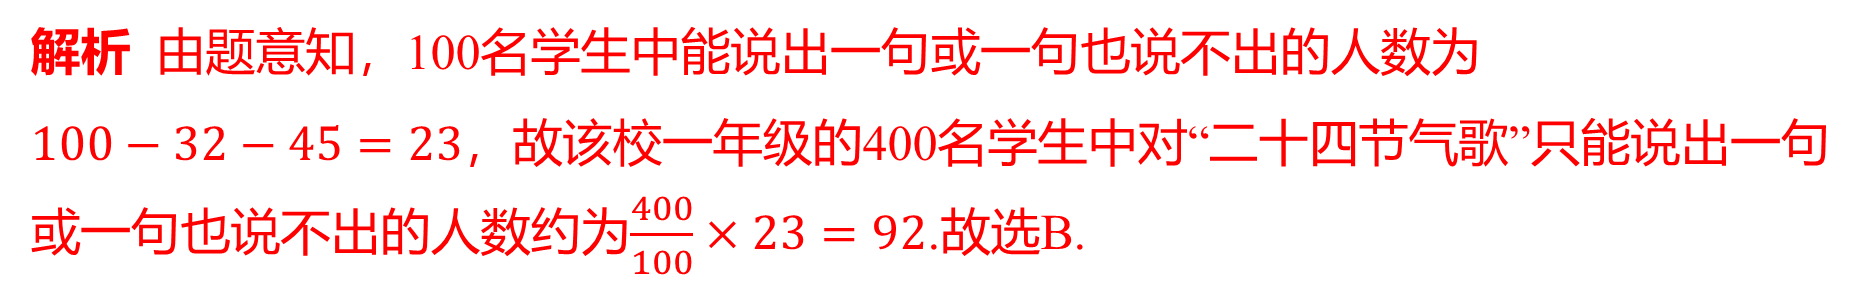 解析 由题意知，100名学生中能说出一句或一句也说不出的人数为
100 − 32 − 45 = 23，故该校一年级的400名学生中对“二十四节气歌”只能说出一句
或一句也说不出的人数约为400/100 × 23 = 92.故选B.